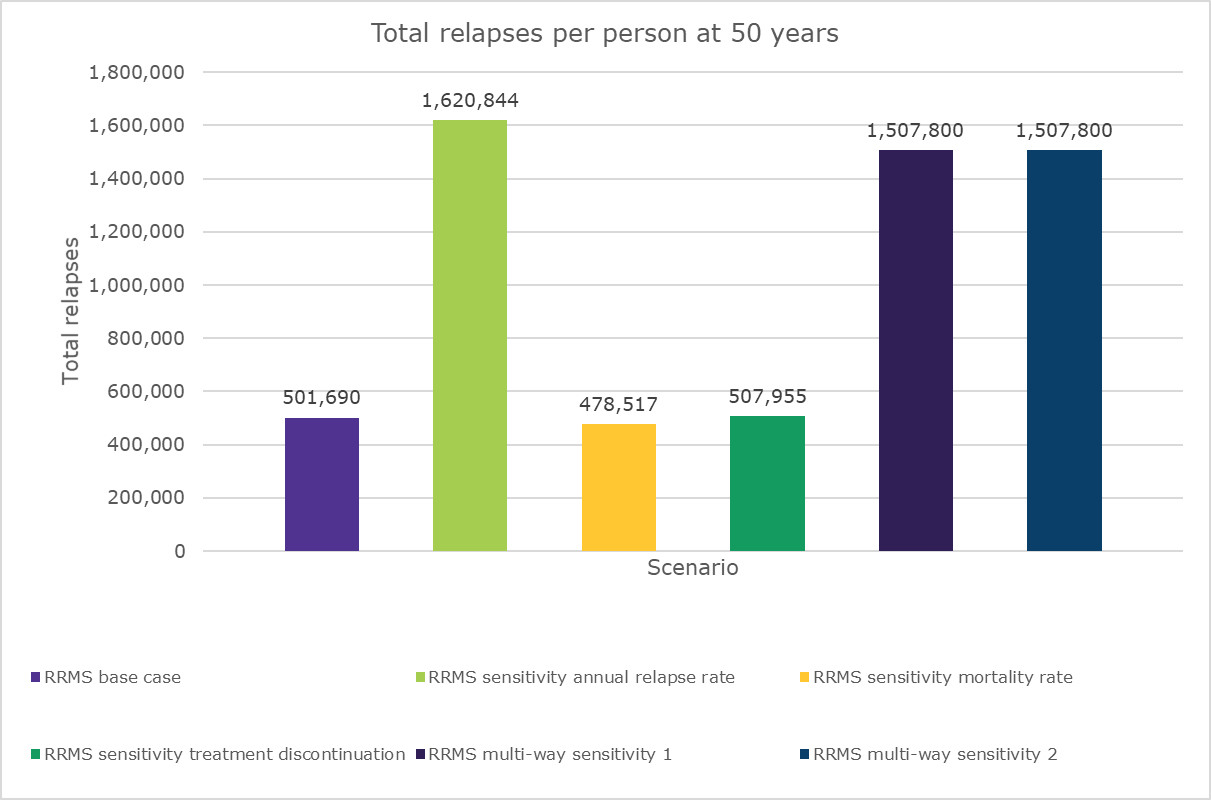 Total relapses per person at 50 years
1,800,000
1,600,000
1,400,000
1,200,000
1,000,000
800,000
600,000
400,000
200,000
0
Total relapses
501,690
1,620,844
478,517
507,955
1,507,800
1,507,800
Scenario
RRMS base case
RRMS sensitivity annual relapse rate
RRMS sensitivity mortality rate
RRMS sensitivity treatment discontinuation
RRMS multi-way sensitivity 1
RRMS multi-way sensitivity 2